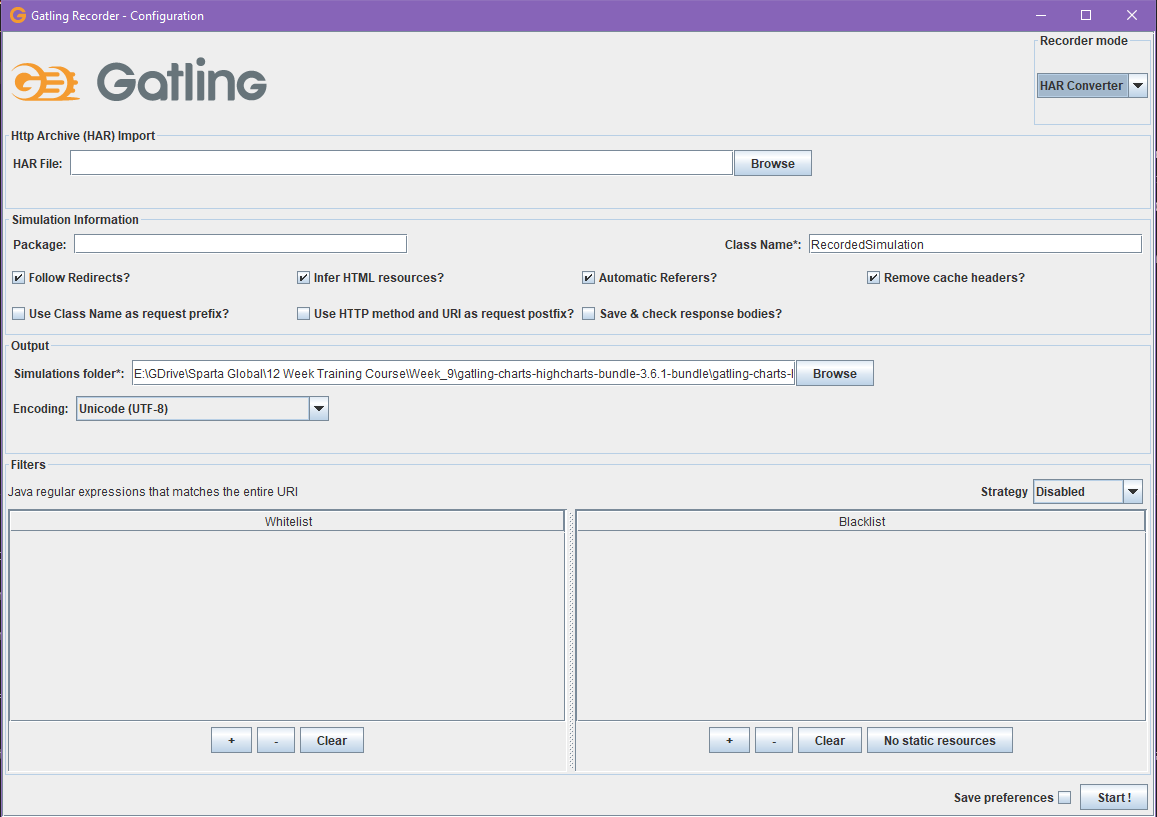 Gatling Recorder - Configuration
Gatling
Recorder mode
HAR Converter
Http Archive (HAR) Import
HAR File: Browse
Simulation Information
Package: Class Name*: RecordedSimulation
Follow Redirects? Infer HTML resources? Automatic Referers? Remove cache headers?
Use Class Name as request prefix? Use HTTP method and URI as request postfix? Save & check response bodies?
Output
Simulations folder*: E:\GDrive\Sparta Global\12 Week Training Course\Week_9\gatling-charts-highcharts-bundle-3.6.1-bundle\gatling-charts- Browse
Encoding: Unicode (UTF-8)
Filters
Java regular expressions that matches the entire URI Strategy Disabled
Whitelist Blacklist
+ - Clear + - Clear No static resources
Save preferences Start !